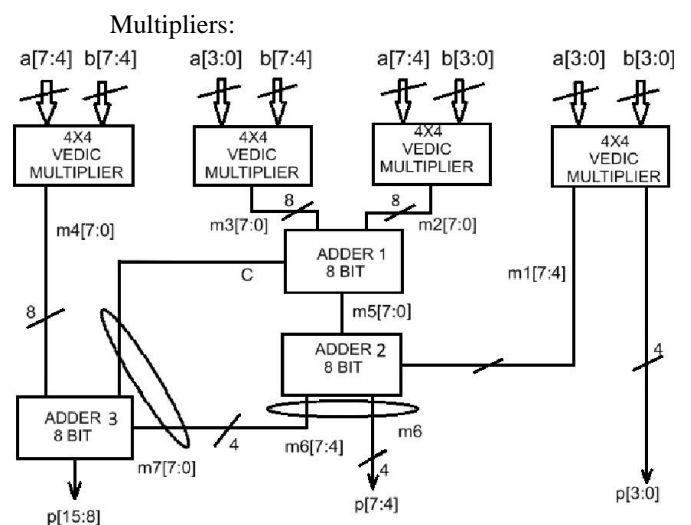 Multipliers:
a[7:4] b[7:4] a[3:0] b[7:4] a[7:4] b[3:0] a[3:0] b[3:0]
4X4
VEDIC
MULTIPLIER
4X4
VEDIC
MULTIPLIER
4X4
VEDIC
MULTIPLIER
4X4
VEDIC
MULTIPLIER
8
8
m3[7:0]
m2[7:0]
m4[7:0]
ADDER 1
8 BIT
C
m1[7:4]
m5[7:0]
8
ADDER 2
8 BIT
4
ADDER 3
8 BIT
4
m6[7:4]
m6
m7[7:0]
4
p[15:8]
p[7:4]
p[3:0]